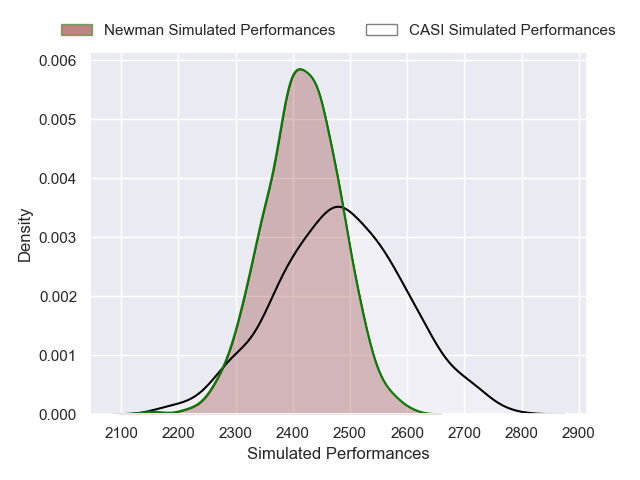 Newman Simulated Performances CASI Simulated Performances
0.006
0.005
0.004
0.003
0.002
0.001
0.000
Density
2100 2200 2300 2400 2500 2600 2700 2800 2900
Simulated Performances